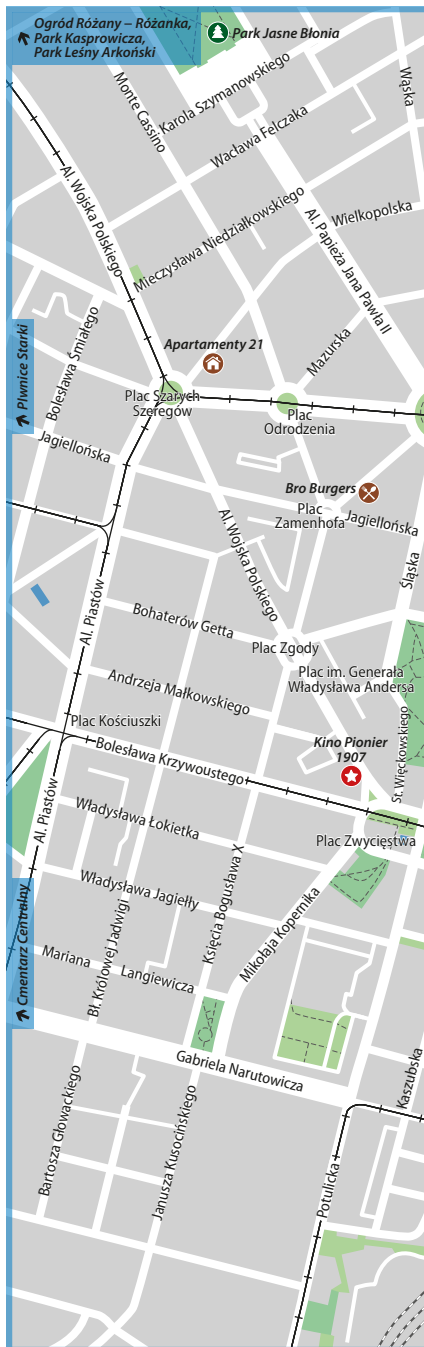 Ogród Różany – Różanka,
Park Kasprowicza,
Park Leśny Arkoński
Park Jasne Błonia
Monte Cassino
Karola Szymanowskiego
Wąska
Wacława Felczaka
Al. Wojska Polskiego
Mieczysława Niedziałkowskiego
Wielkopolska
Al. Papieża Jana Pawła II
Bolesława Śmiałego
Piwnice Starki
Apartamenty 21
Mazurska
Plac Szarych
Szeregów
Plac
Odrodzenia
Jagiellońska
Bro Burgers
Plac
Zamenhofa
Jagiellońska
Al. Wojska Polskiego
Śląska
Al. Piastów
Bohaterów Getta
Plac Zgody
Plac im. Generała
Władysława Andersa
Andrzeja Małkowskiego
Plac Kościuszki
Kino Pionier
1907
St. Więckowskiego
Bolesława Krzywoustego
Al. Piastów
Władysława Łokietka
Plac Zwycięstwa
Władysława Jagiełły
Księcia Bogusława X
Mikołaja Kopernika
Cmentarz Centralny
Bł. Królowej Jadwigi
Mariana
Langiewicza
Gabriela Narutowicza
Kaszubska
Bartosza Głowackiego
Janusza Kusocińskiego
Potulicka